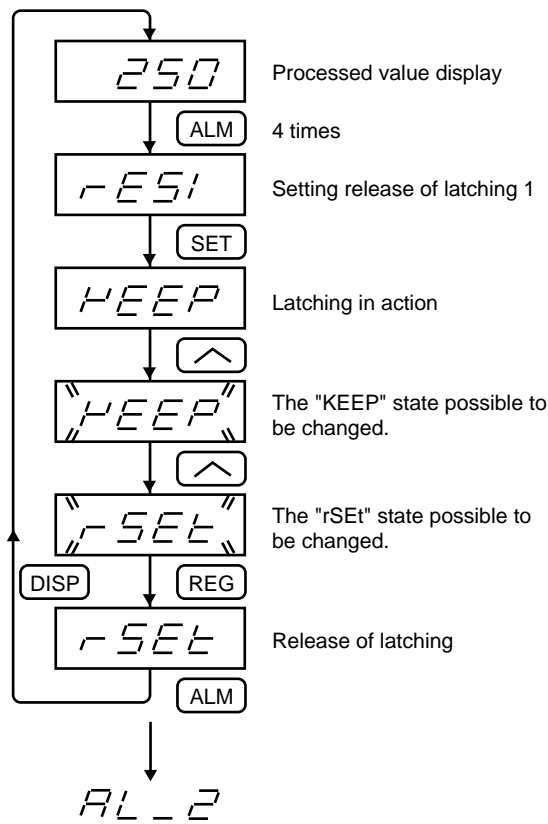 250
Processed value display
ALM
4 times
rES1
Setting release of latching 1
SET
KEEP
Latching in action
KEEP
The "KEEP" state possible to
be changed.
rSEt
The "rSEt" state possible to
be changed.
DISP
REG
rSEt
Release of latching
ALM
AL_2